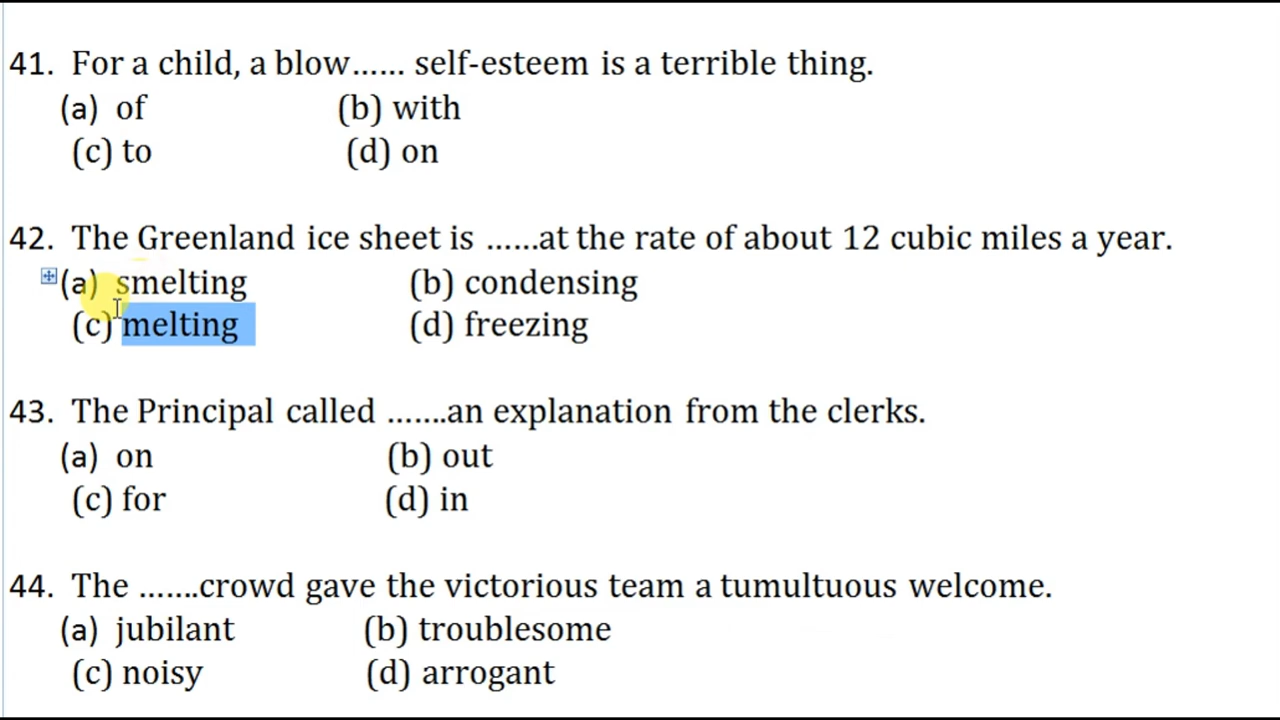 41. For a child, a blow...... self-esteem is a terrible thing.
(a) of (b) with
(c) to (d) on
42. The Greenland ice sheet is ......at the rate of about 12 cubic miles a year.
(a) smelting (b) condensing
(c) melting (d) freezing
43. The Principal called .......an explanation from the clerks.
(a) on (b) out
(c) for (d) in
44. The .......crowd gave the victorious team a tumultuous welcome.
(a) jubilant (b) troublesome
(c) noisy (d) arrogant